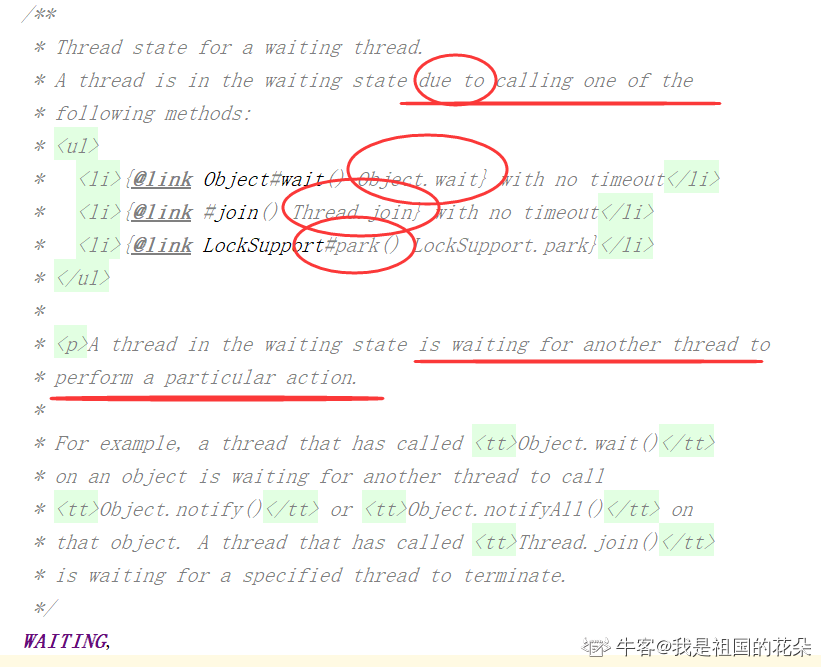 /**
* Thread state for a waiting thread.
* A thread is in the waiting state due to calling one of the
* following methods:
* <ul>
*   <li>{@link Object#wait() Object.wait} with no timeout</li>
*   <li>{@link #join() Thread.join} with no timeout</li>
*   <li>{@link LockSupport#park() LockSupport.park}</li>
* </ul>
*
* <p>A thread in the waiting state is waiting for another thread to
* perform a particular action.
*
* For example, a thread that has called <tt>Object.wait()</tt>
* on an object is waiting for another thread to call
* <tt>Object.notify()</tt> or <tt>Object.notifyAll()</tt> on
* that object. A thread that has called <tt>Thread.join()</tt>
* is waiting for a specified thread to terminate.
*/
WAITING,
牛客@我是祖国的花朵